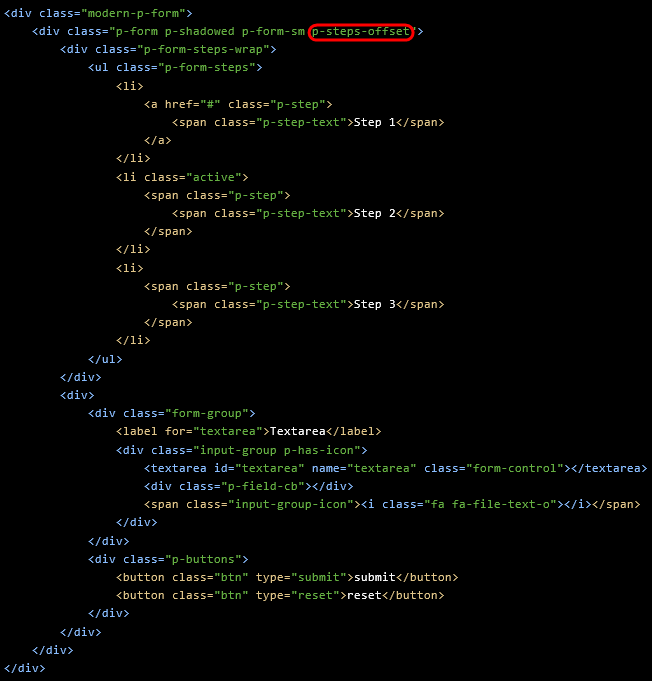 <div class="modern-p-form">
<div class="p-form p-shadowed p-form-sm p-steps-offset">
<div class="p-form-steps-wrap">
<ul class="p-form-steps">
<li>
<a href="#" class="p-step">
<span class="p-step-text">Step 1</span>
</a>
</li>
<li class="active">
<span class="p-step">
<span class="p-step-text">Step 2</span>
</span>
</li>
<li>
<span class="p-step">
<span class="p-step-text">Step 3</span>
</span>
</li>
</ul>
</div>
<div>
<div class="form-group">
<label for="textarea">Textarea</label>
<div class="input-group p-has-icon">
<textarea id="textarea" name="textarea" class="form-control"></textarea>
<div class="p-field-cb"></div>
<span class="input-group-icon"><i class="fa fa-file-text-o"></i></span>
</div>
</div>
<div class="p-buttons">
<button class="btn" type="submit">submit</button>
<button class="btn" type="reset">reset</button>
</div>
</div>
</div>
</div>